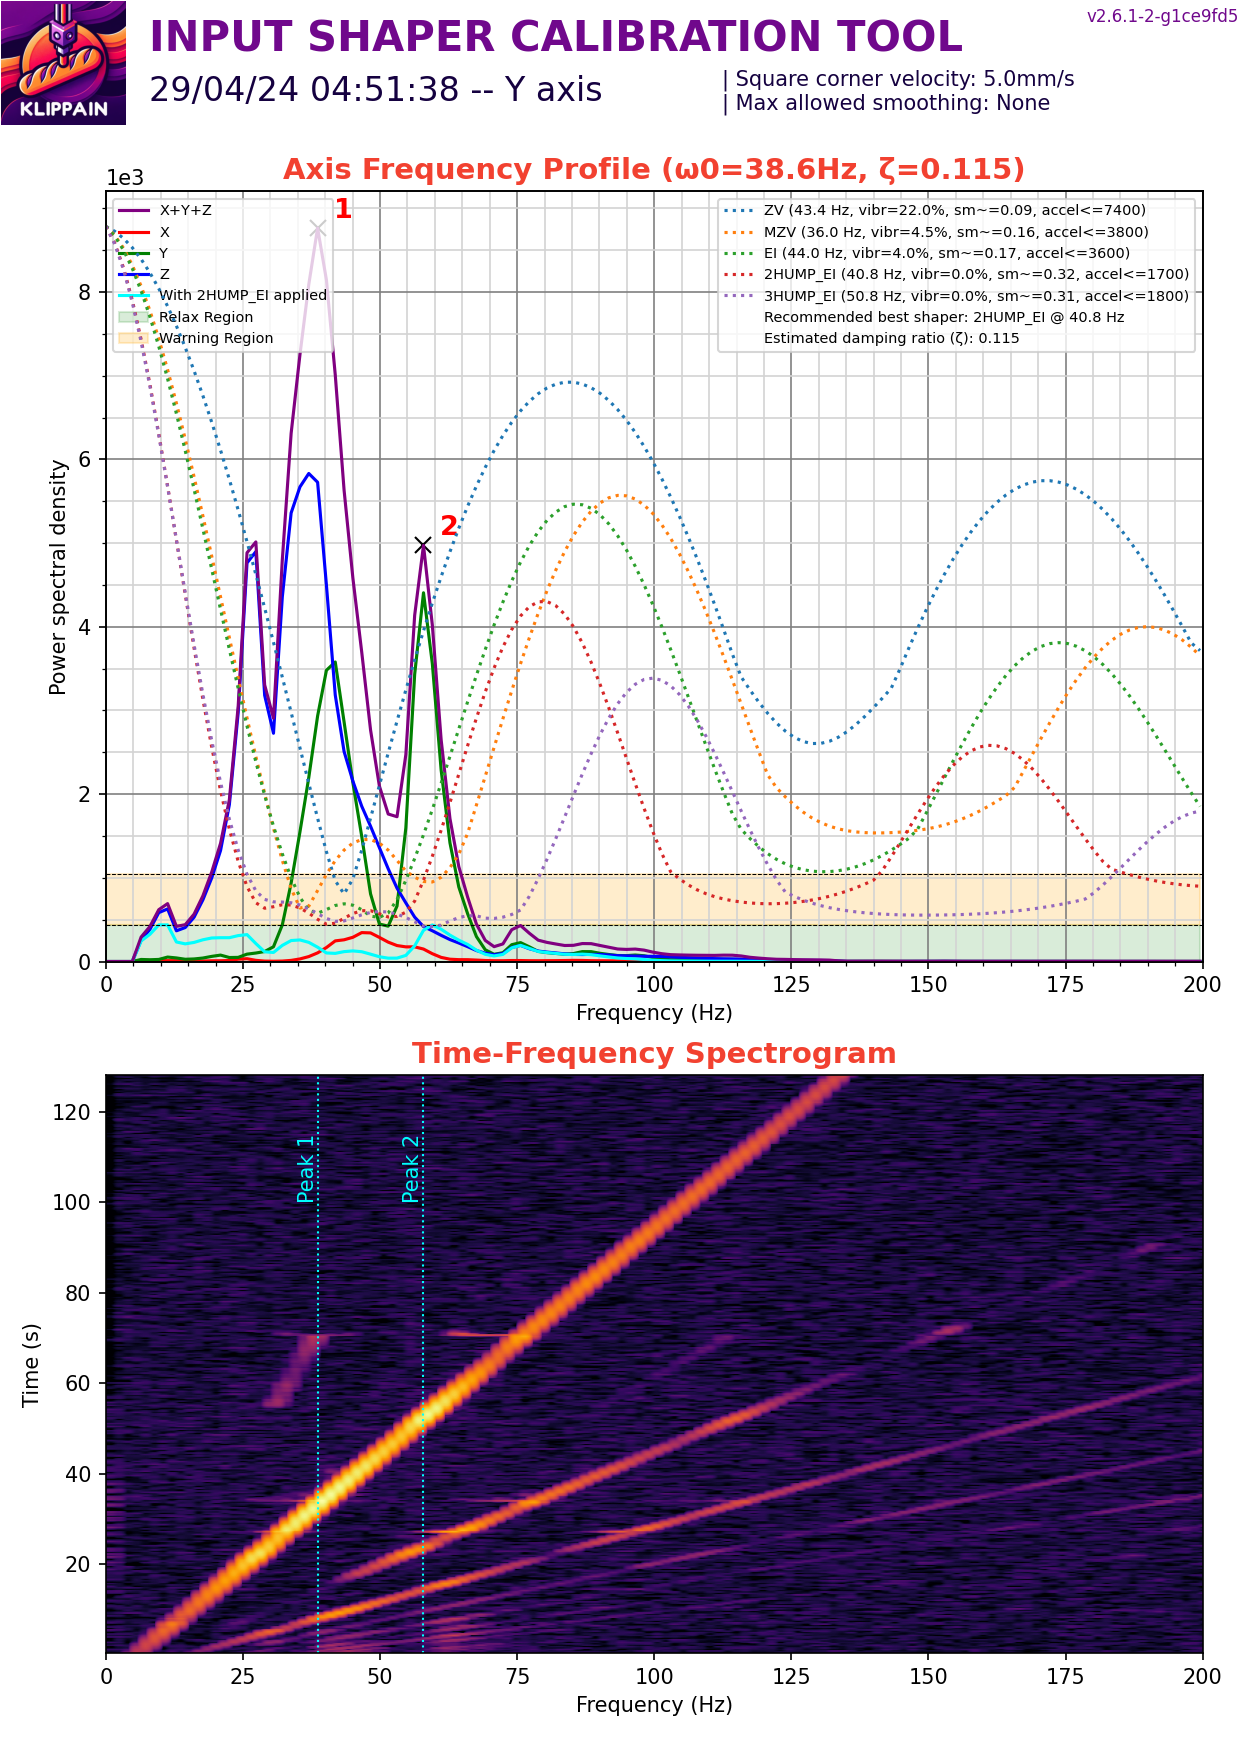 v2.6.1-2-g1ce9fd5
INPUT SHAPER CALIBRATION TOOL
29/04/24 04:51:38 -- Y axis
| Square corner velocity: 5.0mm/s
| Max allowed smoothing: None
KLIPPAIN
Axis Frequency Profile (ω0=38.6Hz, ζ=0.115)
1e3
X+Y+Z
X
Y
Z
With 2HUMP_EI applied
Relax Region
Warning Region
1
2
ZV (43.4 Hz, vibr=22.0%, sm~=0.09, accel<=7400)
MZV (36.0 Hz, vibr=4.5%, sm~=0.16, accel<=3800)
EI (44.0 Hz, vibr=4.0%, sm~=0.17, accel<=3600)
2HUMP_EI (40.8 Hz, vibr=0.0%, sm~=0.32, accel<=1700)
3HUMP_EI (50.8 Hz, vibr=0.0%, sm~=0.31, accel<=1800)
Recommended best shaper: 2HUMP_EI @ 40.8 Hz
Estimated damping ratio (ζ): 0.115
Power spectral density
8
6
4
2
0
0 25 50 75 100 125 150 175 200
Frequency (Hz)
Time-Frequency Spectrogram
Time (s)
120
100
80
60
40
20
Peak 1
Peak 2
0 25 50 75 100 125 150 175 200
Frequency (Hz)